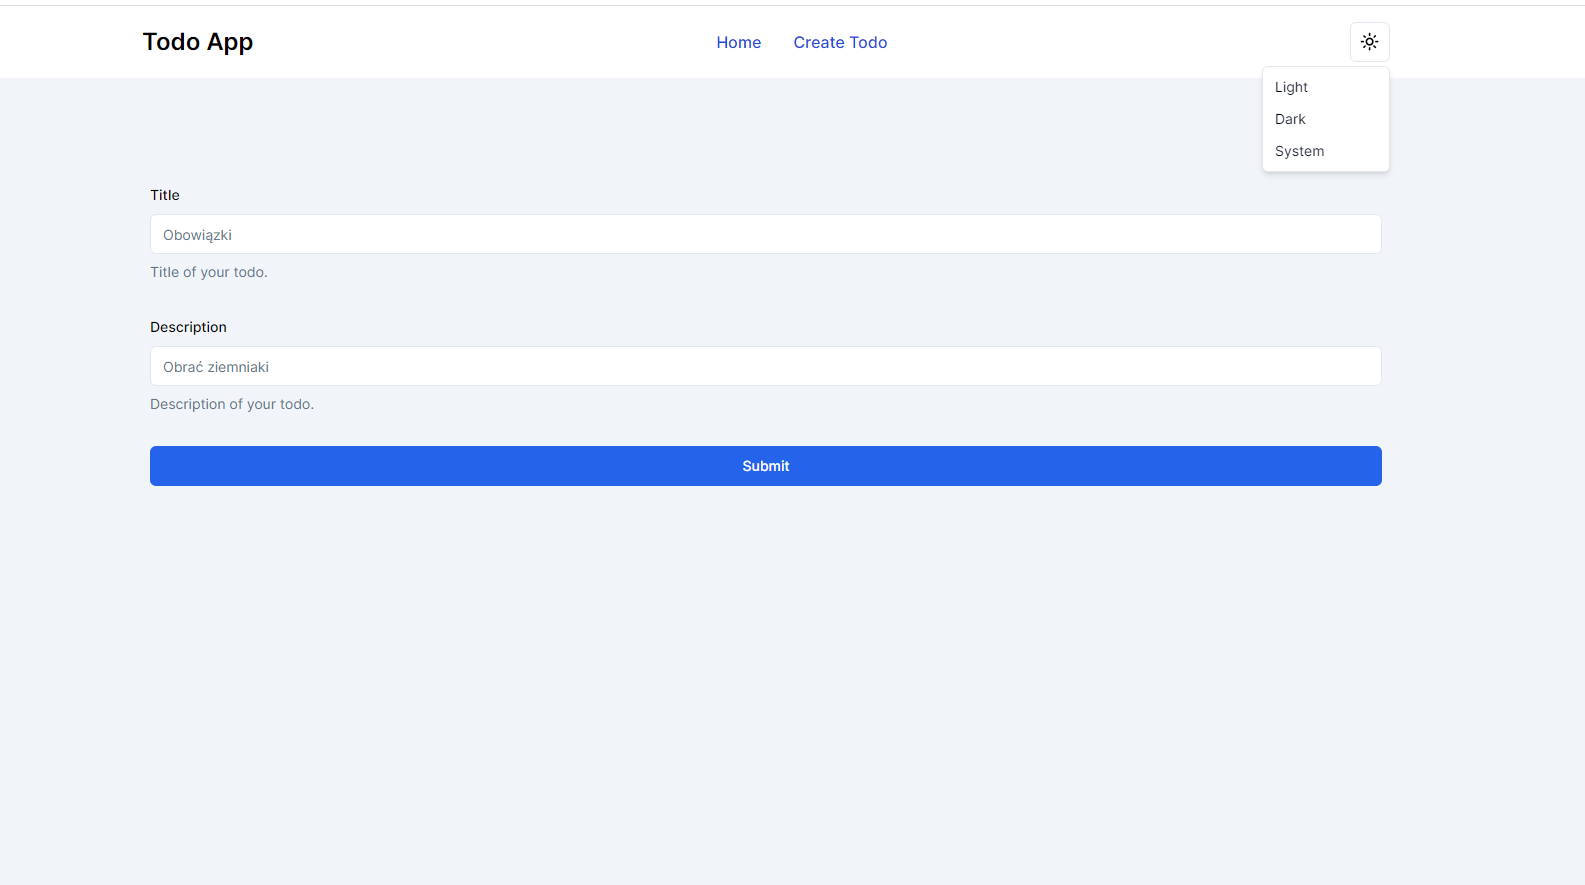 Todo App
Home
Create Todo
Light
Dark
System
Title
Obowiązki
Title of your todo.
Description
Obrać ziemniaki
Description of your todo.
Submit